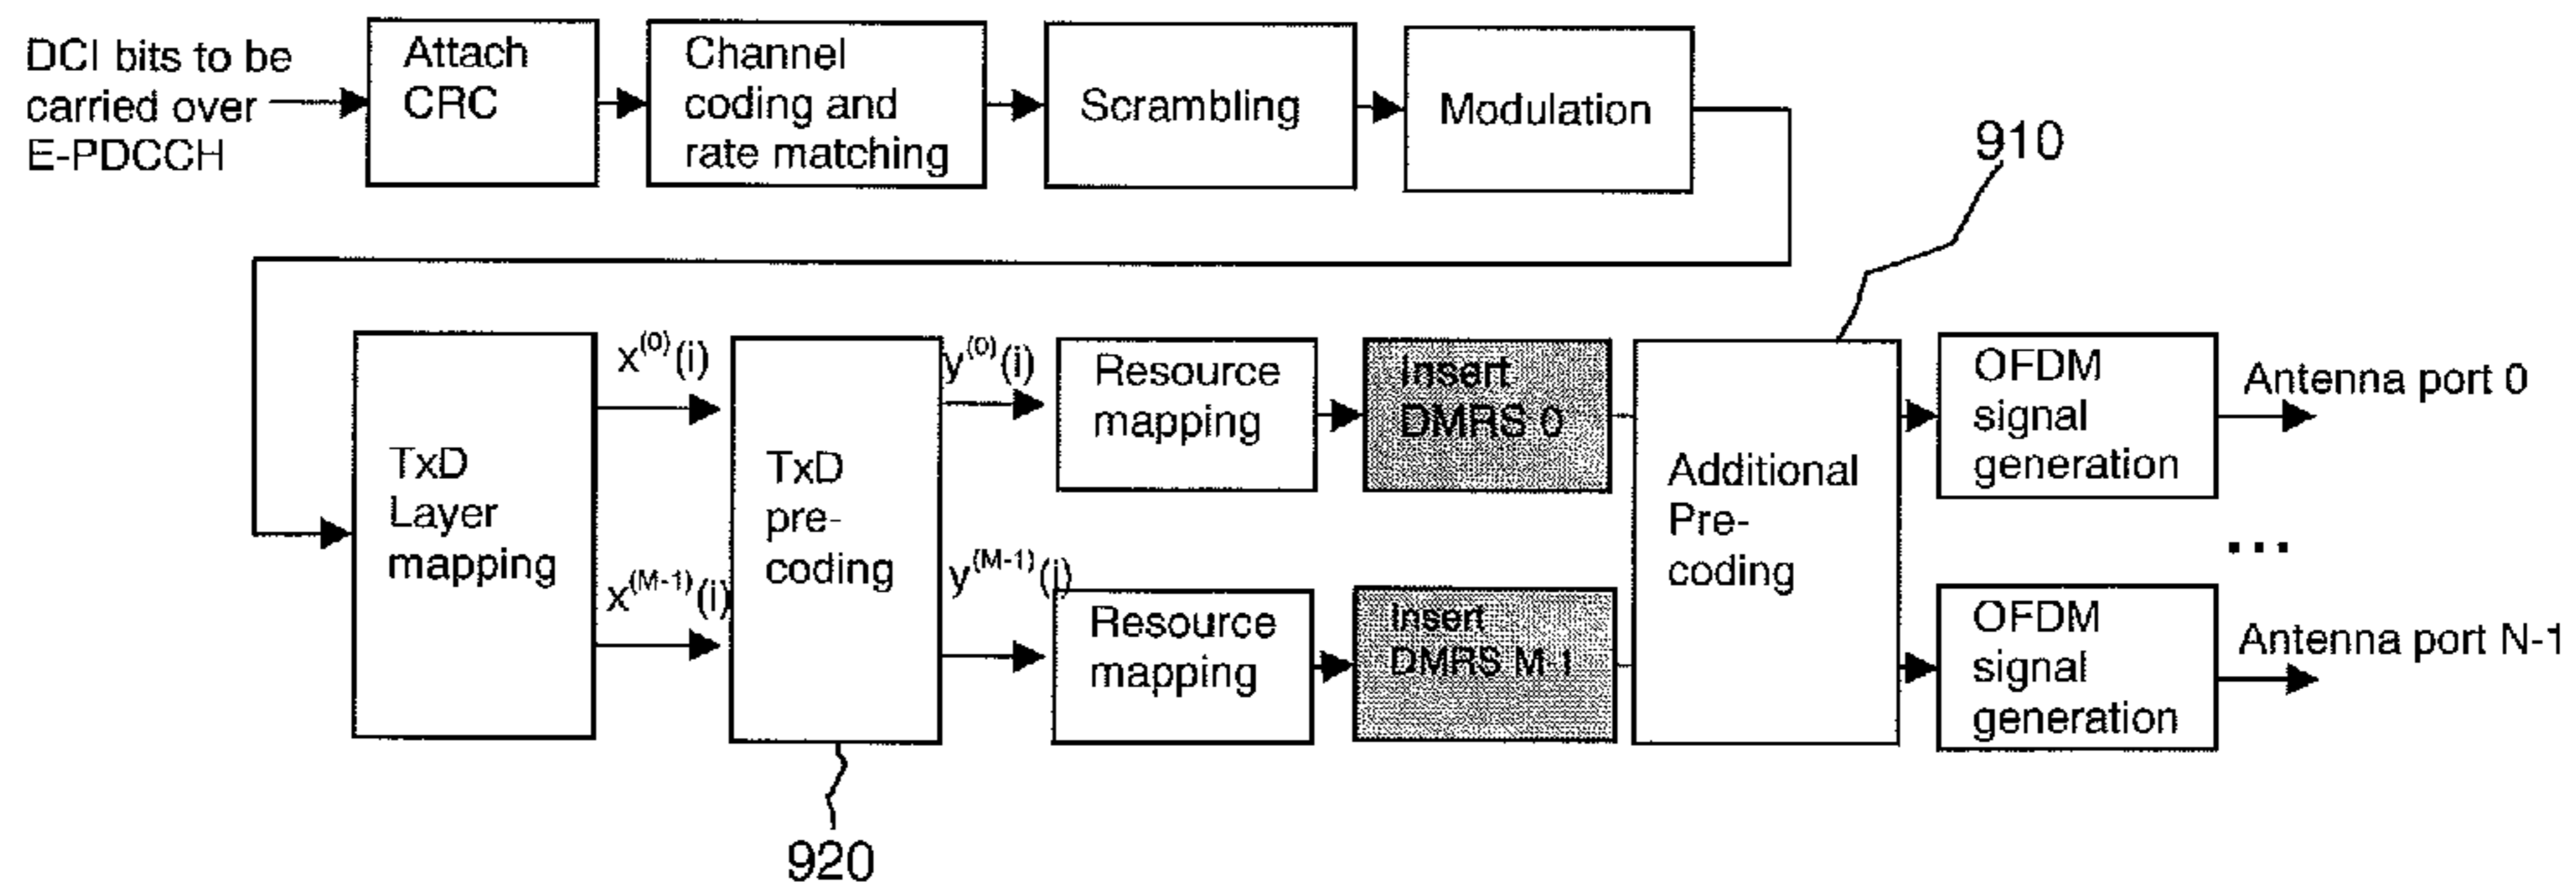 DCI bits to be
carried over
E-PDCCH
Attach
CRC
Channel
coding and
rate matching
Scrambling
Modulation
910
TxD
Layer
mapping
x(0)(i)
x(M-1)(i)
TxD
pre-
coding
y(0)(i)
y(M-1)(i)
Resource
mapping
Insert
DMRS 0
Resource
mapping
Insert
DMRS M-1
Additional
Pre-
coding
OFDM
signal
generation
Antenna port 0
...
OFDM
signal
generation
Antenna port N-1
920